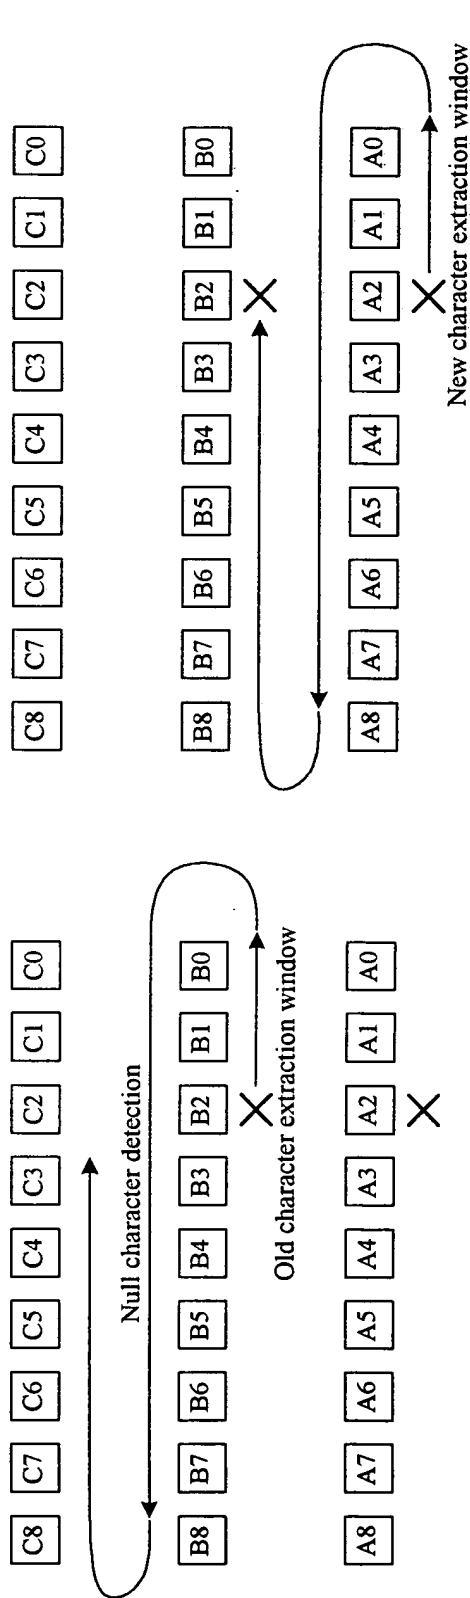 C8 C7 C6 C5 C4 C3 C2 C1 C0
Null character detection
B8 B7 B6 B5 B4 B3 B2 B1 B0
Old character extraction window
A8 A7 A6 A5 A4 A3 A2 A1 A0
C8 C7 C6 C5 C4 C3 C2 C1 C0
B8 B7 B6 B5 B4 B3 B2 B1 B0
A8 A7 A6 A5 A4 A3 A2 A1 A0
New character extraction window